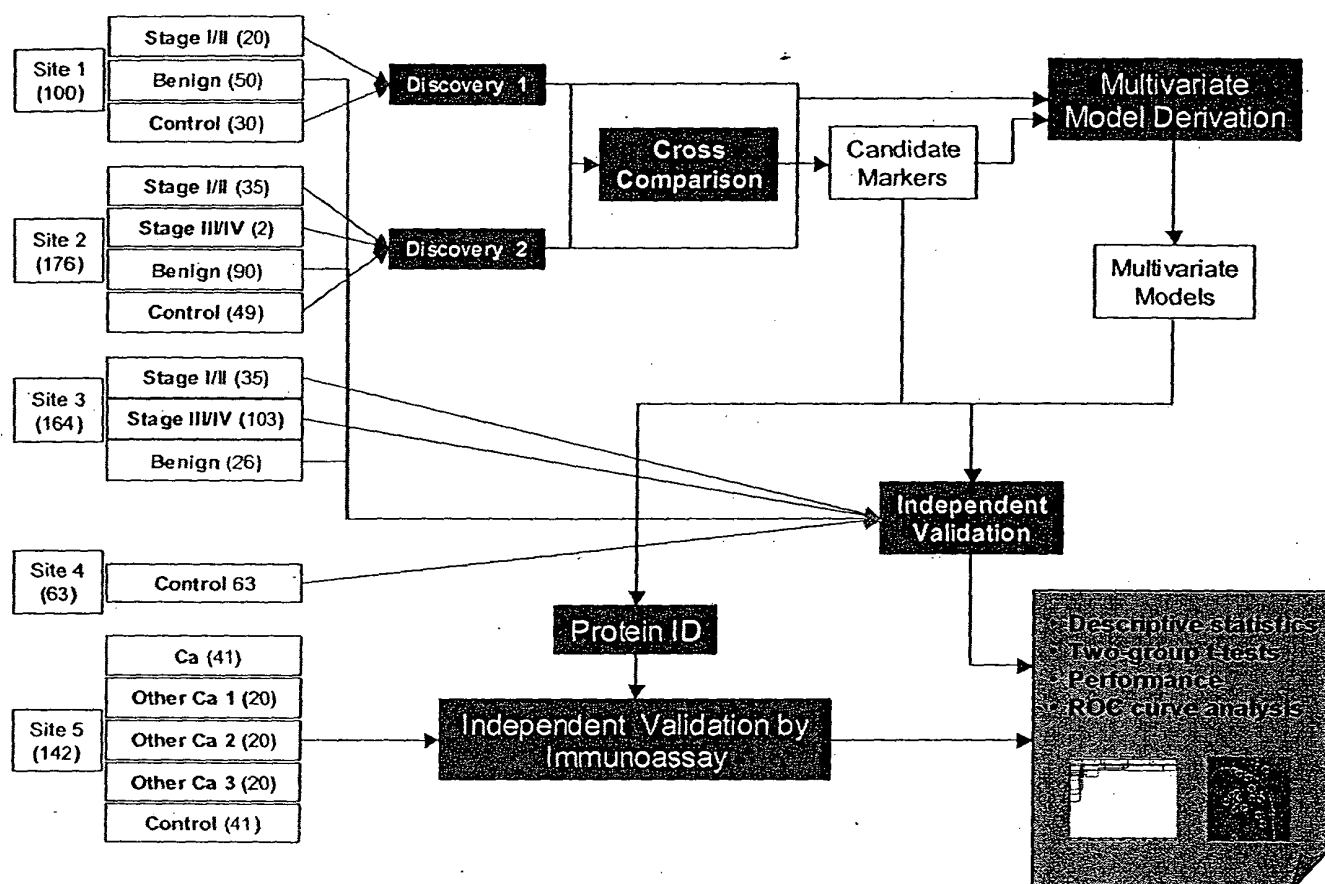 Site 1
(100)
Stage I/II (20)
Benign (50)
Control (30)
Discovery 1
Site 2
(176)
Stage I/II (35)
Stage III/IV (2)
Benign (90)
Control (49)
Discovery 2
Cross
Comparison
Candidate
Markers
Multivariate
Model Derivation
Multivariate
Models
Site 3
(164)
Stage I/II (35)
Stage III/IV (103)
Benign (26)
Independent
Validation
Site 4
(63)
Control 63
Protein ID
Site 5
(142)
Ca (41)
Other Ca 1 (20)
Other Ca 2 (20)
Other Ca 3 (20)
Control (41)
Independent Validation by
Immunoassay
• Descriptive statistics
• Two-group t-tests
• Performance
• ROC curve analysis